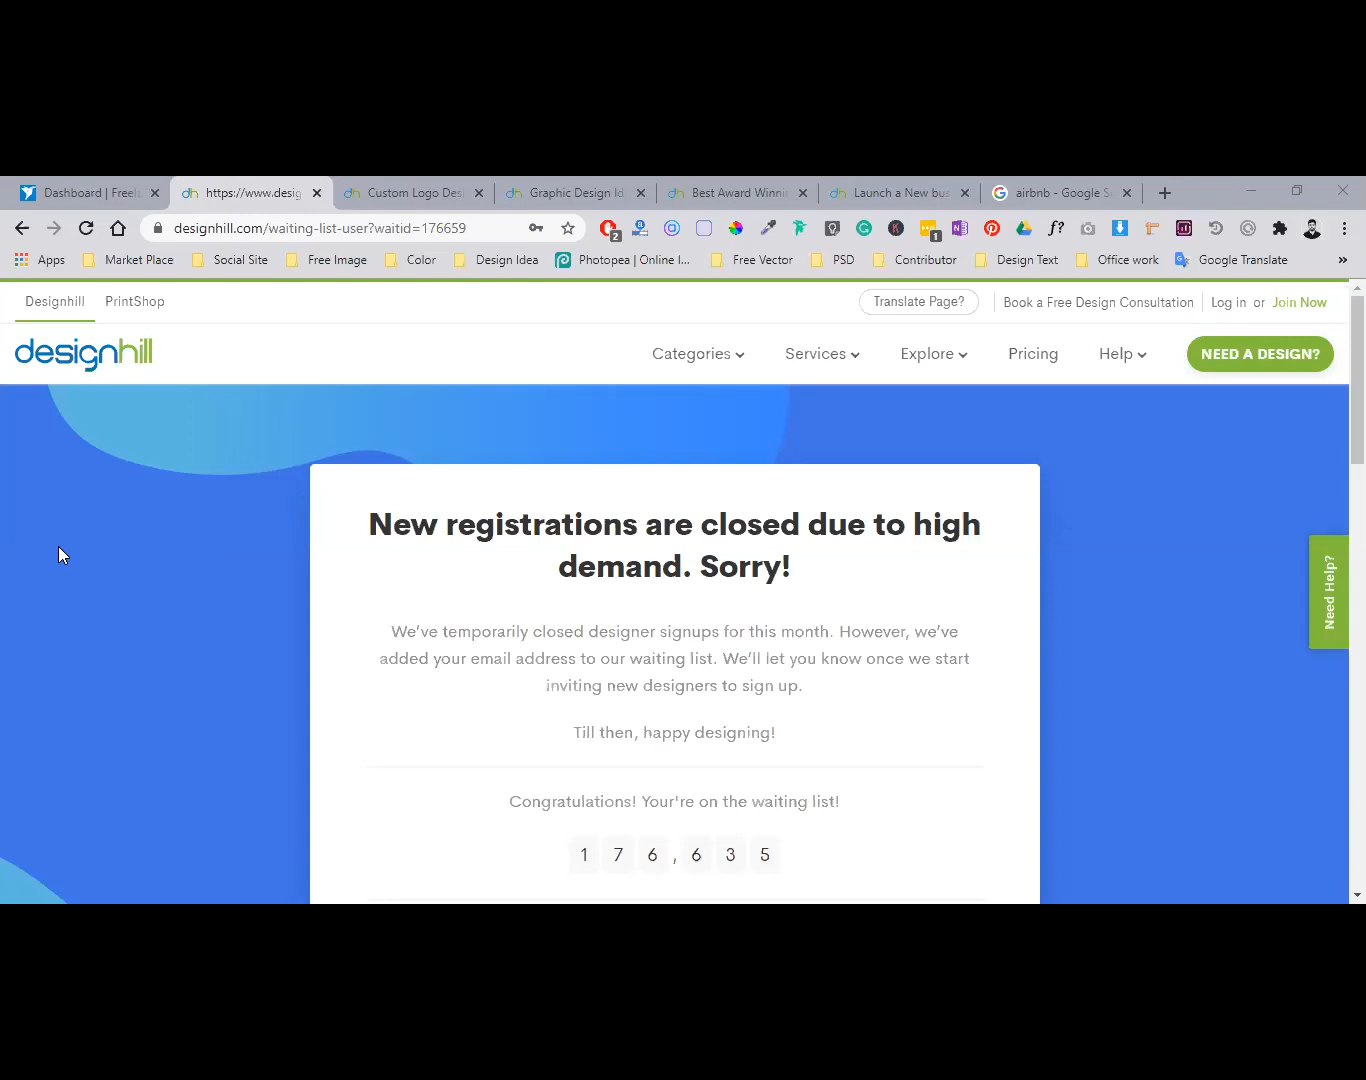 Dashboard | Freel
https://www.desig
Custom Logo Des
Graphic Design Id
Best Award Winni
Launch a New bus
airbnb - Google S
designhill.com/waiting-list-user?waitid=176659
2
1
f?
Apps
Market Place
Social Site
Free Image
Color
Design Idea
Photopea | Online I...
Free Vector
PSD
Contributor
Design Text
Office work
Google Translate
»
Designhill
PrintShop
Translate Page?
Book a Free Design Consultation
Log in or Join Now
designhill
Categories
Services
Explore
Pricing
Help
NEED A DESIGN?
New registrations are closed due to high
demand. Sorry!
We’ve temporarily closed designer signups for this month. However, we’ve
added your email address to our waiting list. We’ll let you know once we start
inviting new designers to sign up.
Till then, happy designing!
Congratulations! Your're on the waiting list!
176,635
Need Help?